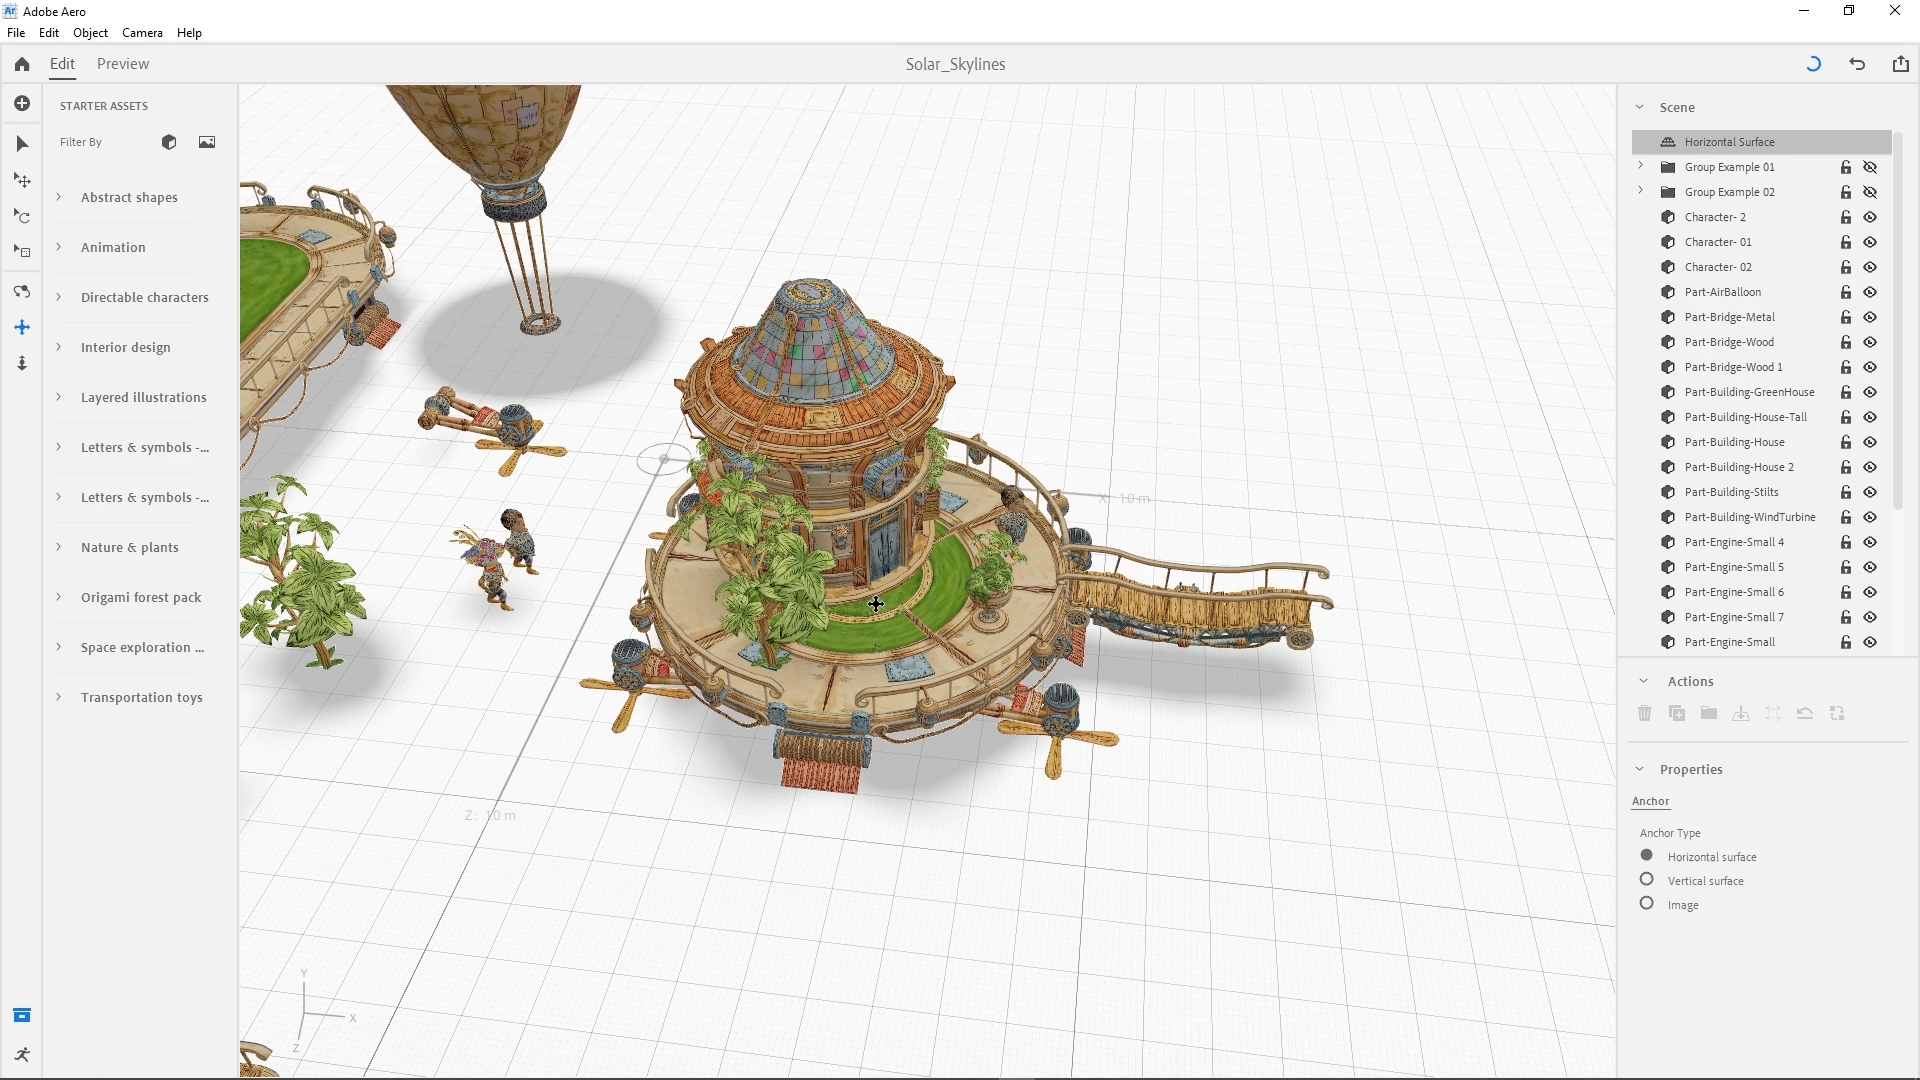 Ar Adobe Aero
File Edit Object Camera Help
Edit Preview Solar_Skylines
STARTER ASSETS
Filter By
Abstract shapes
Animation
Directable characters
Interior design
Layered illustrations
Letters & symbols -...
Letters & symbols -...
Nature & plants
Origami forest pack
Space exploration ...
Transportation toys
X: 1.0 m
Z: 1.0 m
Y
X
Z
Scene
Horizontal Surface
Group Example 01
Group Example 02
Character- 2
Character- 01
Character- 02
Part-AirBalloon
Part-Bridge-Metal
Part-Bridge-Wood
Part-Bridge-Wood 1
Part-Building-GreenHouse
Part-Building-House-Tall
Part-Building-House
Part-Building-House 2
Part-Building-Stilts
Part-Building-WindTurbine
Part-Engine-Small 4
Part-Engine-Small 5
Part-Engine-Small 6
Part-Engine-Small 7
Part-Engine-Small
Actions
Properties
Anchor
Anchor Type
Horizontal surface
Vertical surface
Image